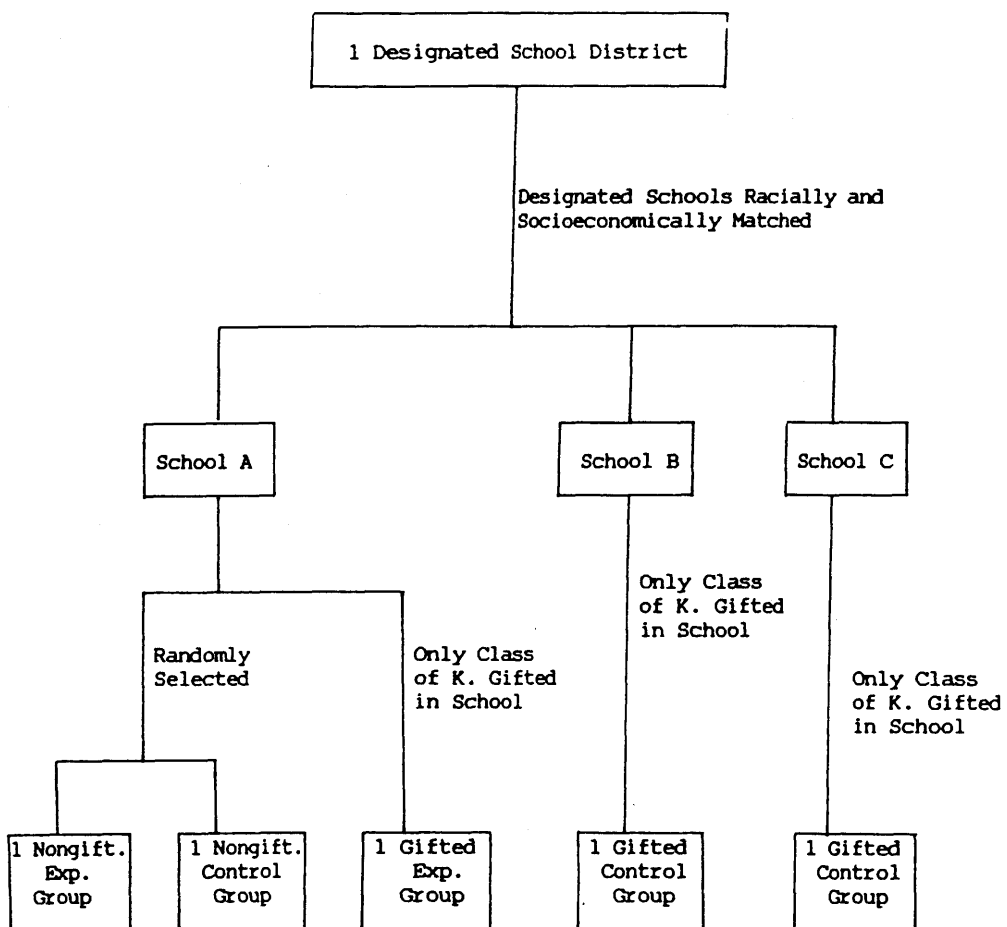 1 Designated School District
Designated Schools Racially and
Socioeconomically Matched
School A
School B
School C
Only Class
of K. Gifted
in School
Randomly
Selected
Only Class
of K. Gifted
in School
Only Class
of K. Gifted
in School
1 Nongift.
Exp.
Group
1 Nongift.
Control
Group
1 Gifted
Exp.
Group
1 Gifted
Control
Group
1 Gifted
Control
Group